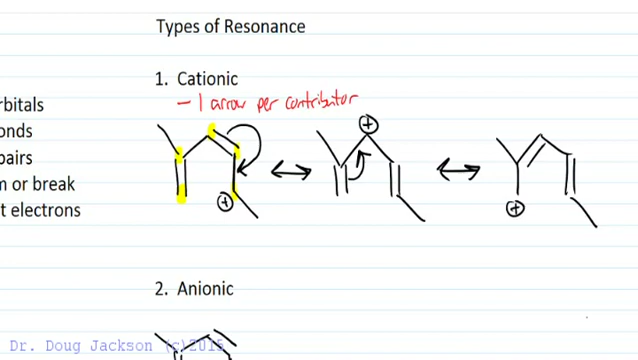 Types of Resonance
1. Cationic
- 1 arrow per contributor
rbitals
onds
pairs
m or break
t electrons
+
+
+
2. Anionic
Dr. Doug Jackson (c)2015